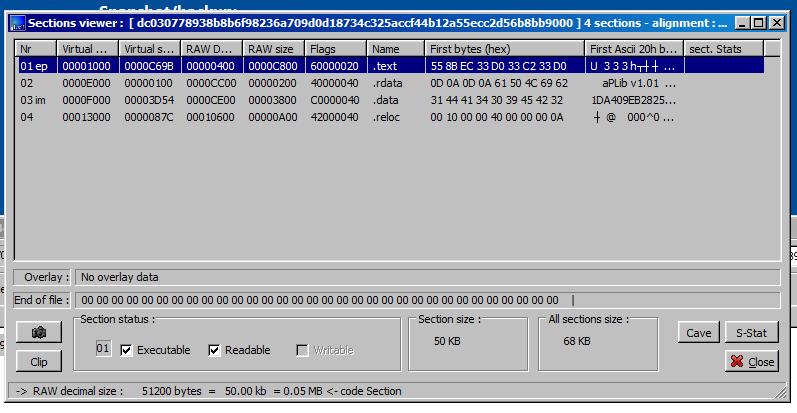 Sections viewer : [ dc030778938b8b6f98236a709d0d18734c325accf44b12a55ecc2d56b8bb9000 ] 4 sections - alignment : ...
Nr Virtual ... Virtual s... RAW D... RAW size Flags Name First bytes (hex) First Ascii 20h b... sect. Stats
01 ep 00001000 0000C69B 00000400 0000C800 60000020 .text 55 8B EC 33 D0 33 C2 33 D0 U 3 3 3 h┬┼ ┼ ...
02 0000E000 00000100 0000CC00 00000200 40000040 .rdata 0D 0A 0D 0A 61 50 4C 69 62 aPLib v1.01 ...
03 im 0000F000 00003D54 0000CE00 00003800 C0000040 .data 31 44 41 34 30 39 45 42 32 1DA409EB2825...
04 00013000 0000087C 00010600 00000A00 42000040 .reloc 00 10 00 00 40 00 00 00 0A ┼ @ 000^0 ...
Overlay : No overlay data
End of file : 00 00 00 00 00 00 00 00 00 00 00 00 00 00 00 00 00 00 00 00 00 00 00 00 00 00 00 00 00 00 00 00 |
Section status :
01 Executable Readable Writable
Section size :
50 KB
All sections size :
68 KB
Cave S-Stat
Clip Close
-> RAW decimal size : 51200 bytes = 50.00 kb = 0.05 MB <- code Section